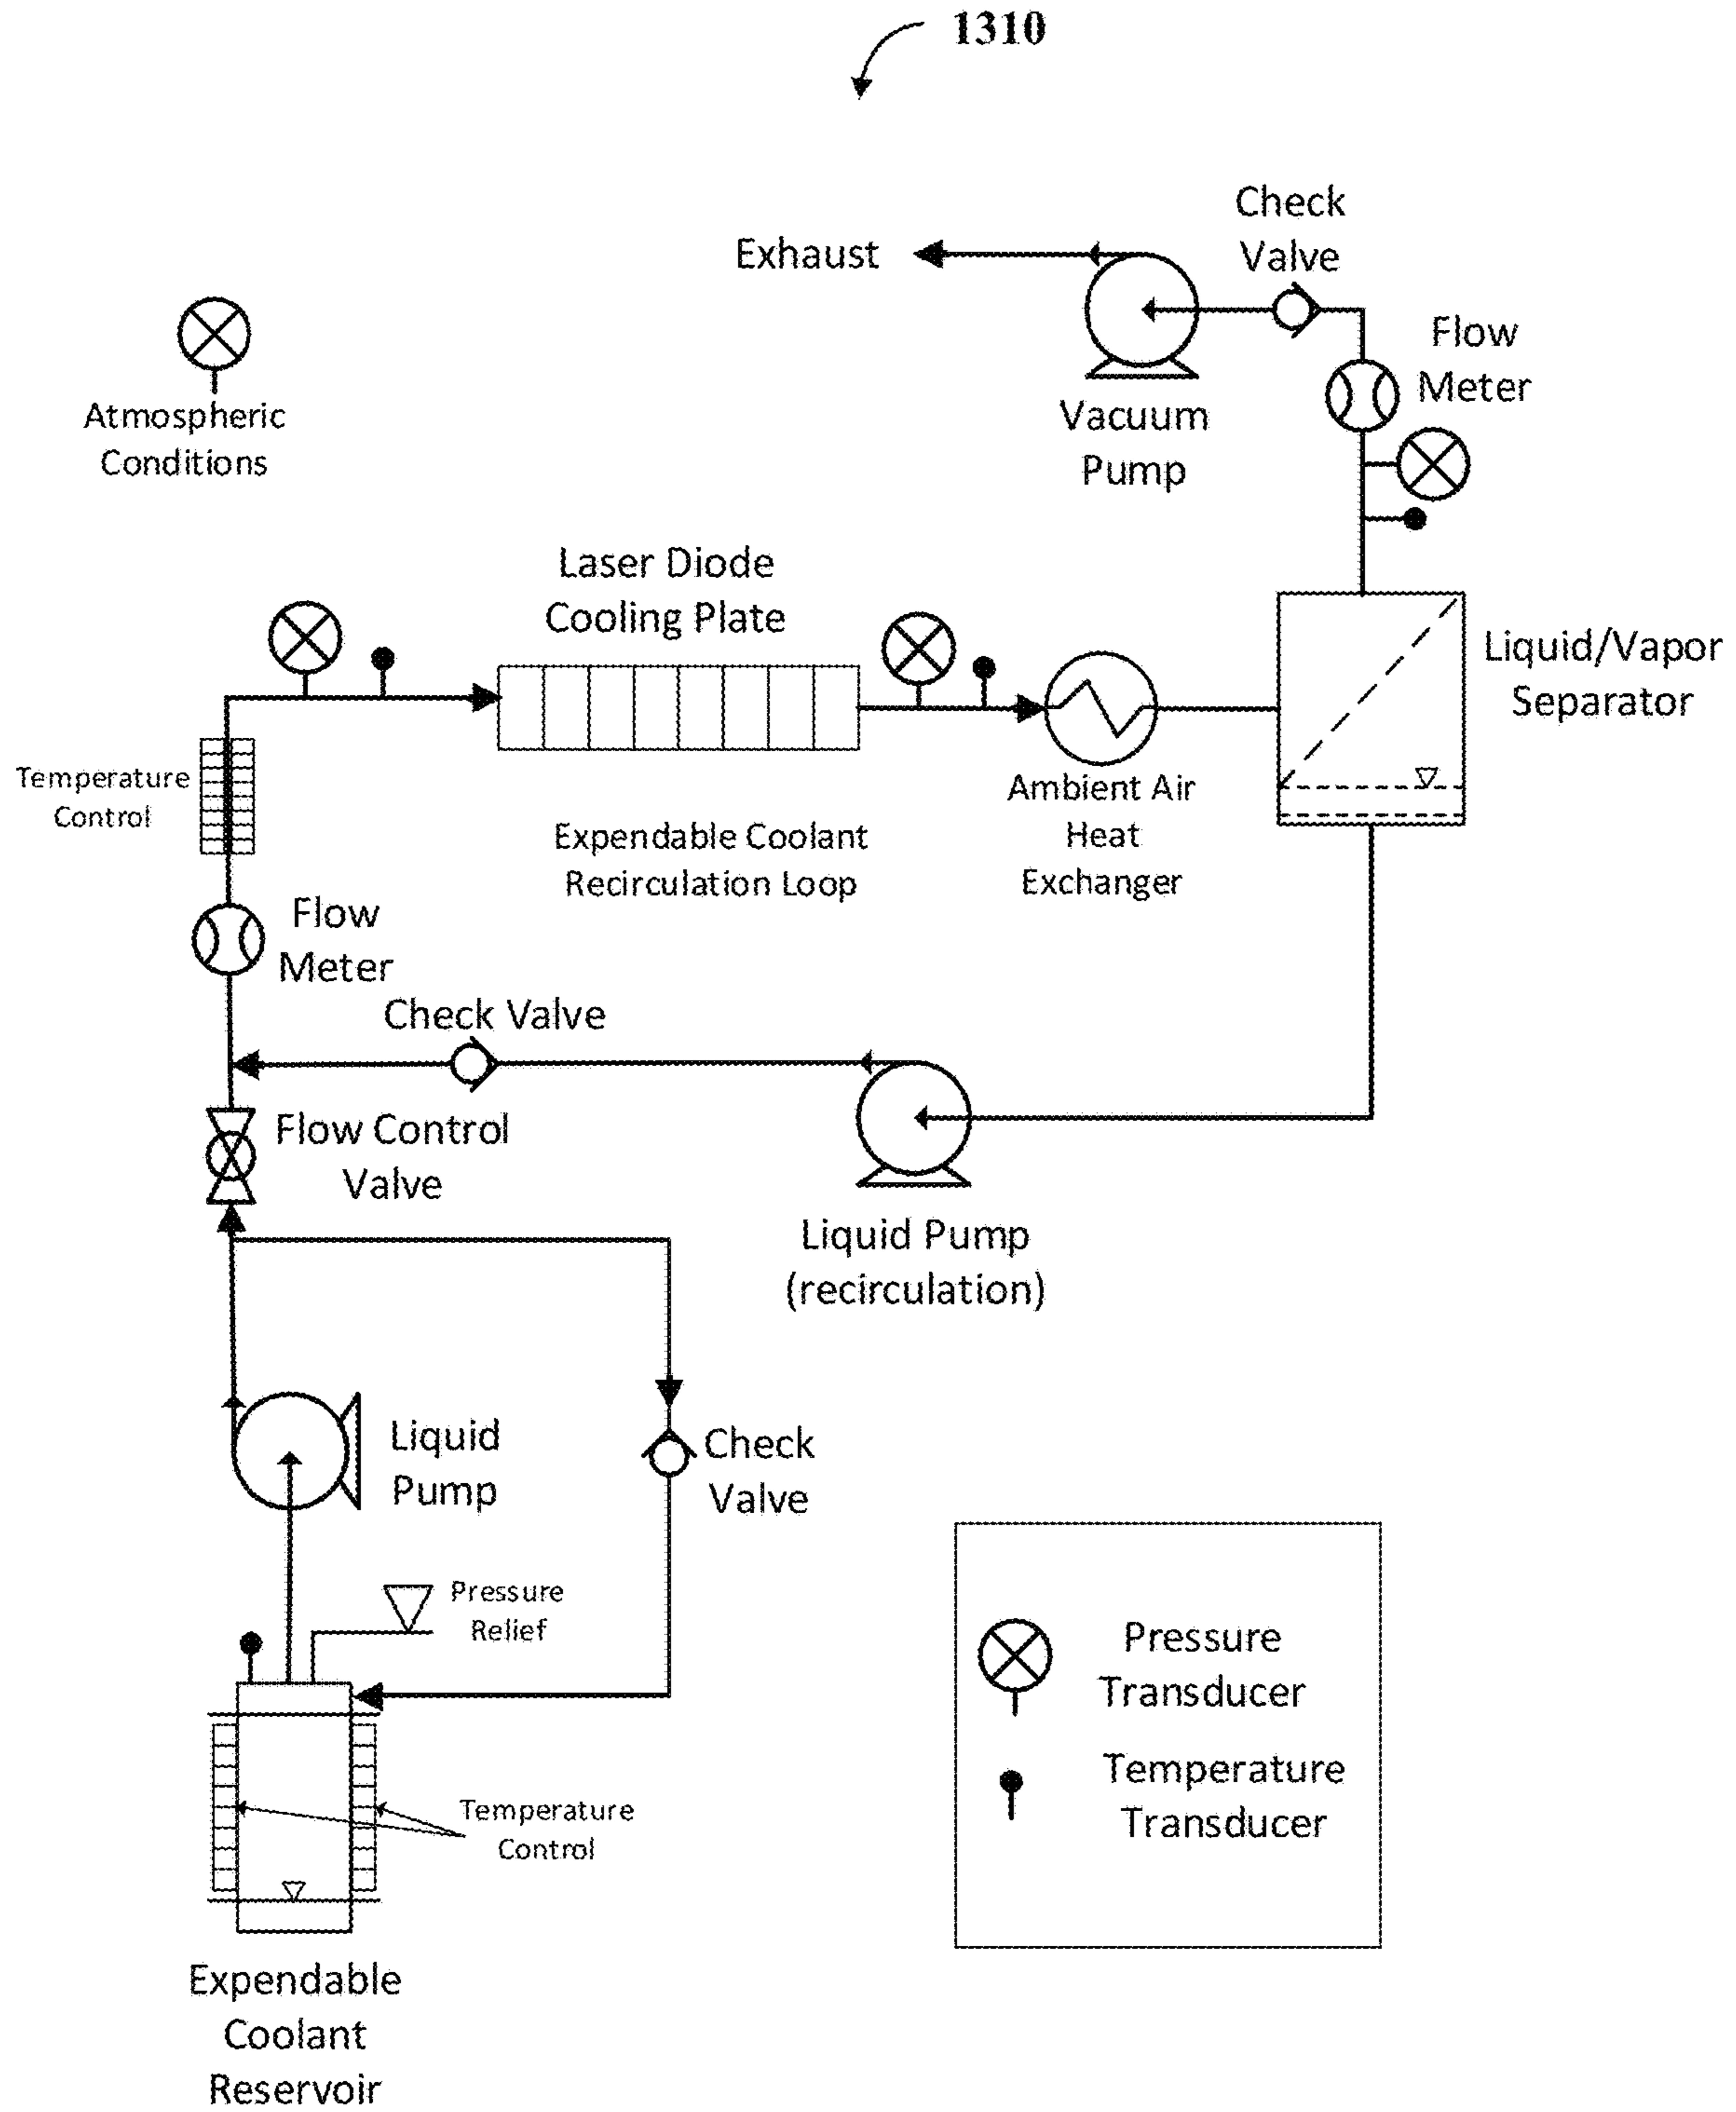 1310
Check
Valve
Exhaust
Flow
Meter
Atmospheric
Conditions
Vacuum
Pump
Laser Diode
Cooling Plate
Liquid/Vapor
Separator
Temperature
Control
Ambient Air
Heat
Exchanger
Expendable Coolant
Recirculation Loop
Flow
Meter
Check Valve
Flow Control
Valve
Liquid Pump
(recirculation)
Liquid
Pump
Check
Valve
Pressure
Relief
Pressure
Transducer
Temperature
Transducer
Temperature
Control
Expendable
Coolant
Reservoir